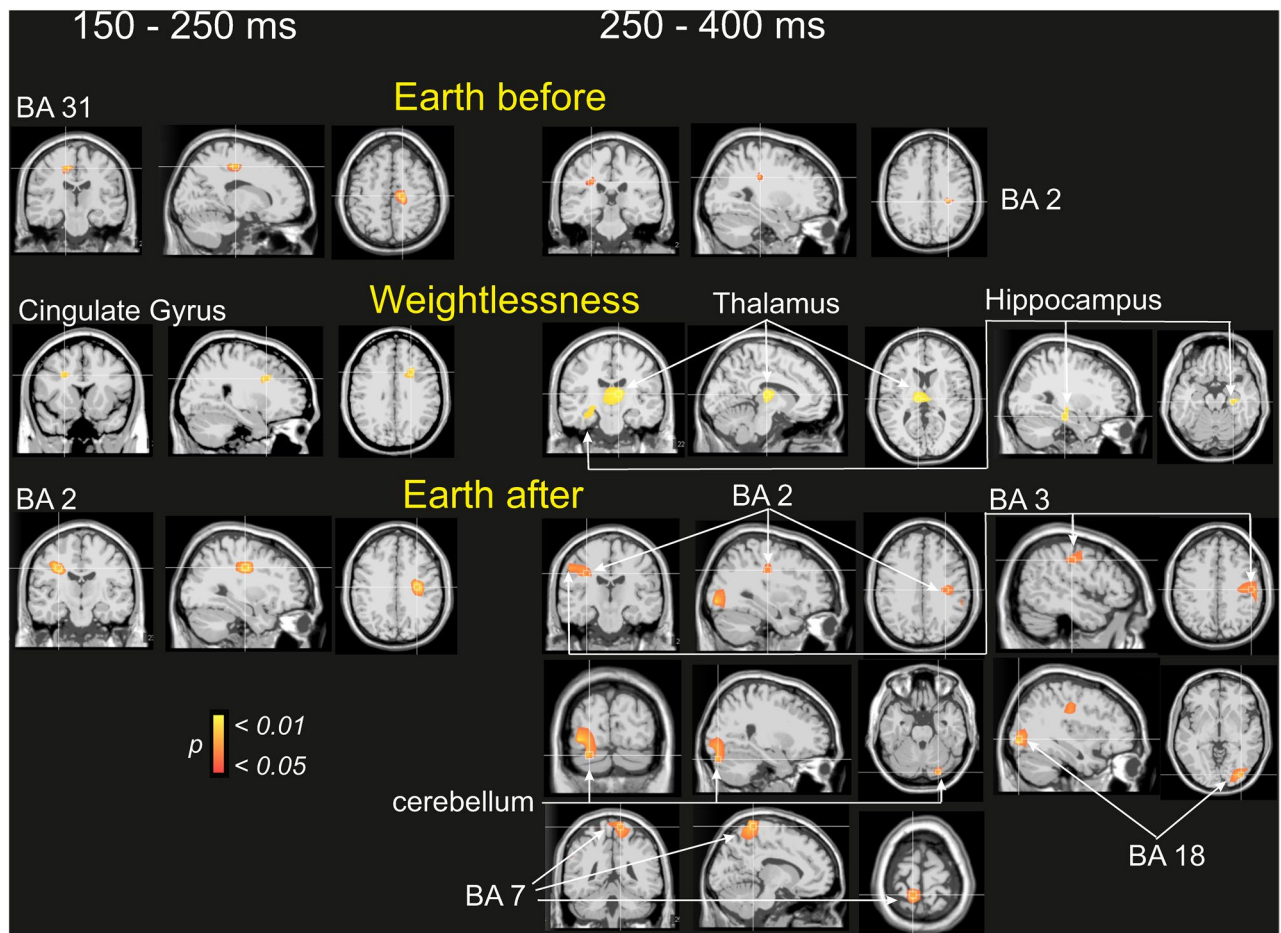 150 - 250 ms
250 - 400 ms
Earth before
BA 31
BA 2
Weightlessness
Cingulate Gyrus
Thalamus
Hippocampus
Earth after
BA 2
BA 2
BA 3
p
< 0.01
< 0.05
cerebellum
BA 18
BA 7